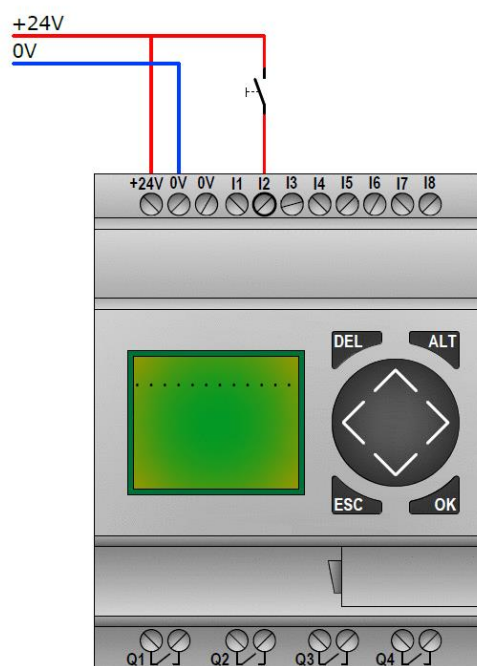 +24V
0V
+24V 0V 0V I1 I2 I3 I4 I5 I6 I7 I8
DEL ALT
ESC OK
Q1 Q2 Q3 Q4